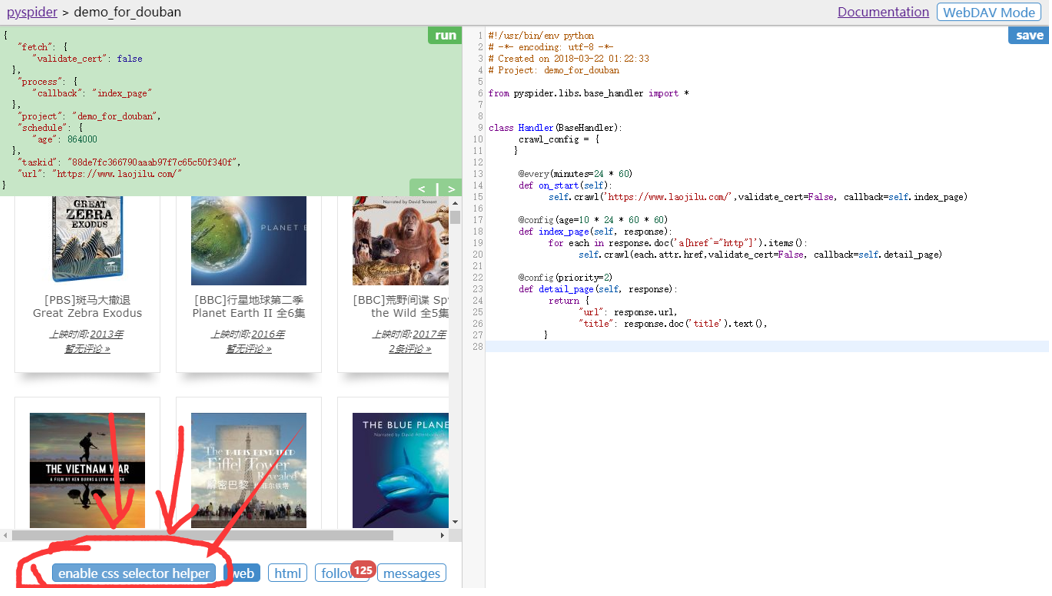 pyspider > demo_for_douban
Documentation
WebDAV Mode
{
"fetch": {
"validate_cert": false
},
"process": {
"callback": "index_page"
},
"project": "demo_for_douban",
"schedule": {
"age": 864000
},
"taskid": "88de7fc366790aaab97f7c65c50f340f",
"url": "https://www.laojilu.com/"
}
run
< | >
GREAT
ZEBRA
EXODUS
PLANET E
Narrated by David Tennant
[PBS]斑马大撤退
Great Zebra Exodus
上映时间:2013年
暂无评论 »
[BBC]行星地球第二季
Planet Earth II 全6集
上映时间:2016年
暂无评论 »
[BBC]荒野间谍 Spy
the Wild 全5集
上映时间:2017年
2条评论 »
THE VIETNAM WAR
A FILM BY KEN BURNS & LYNN NOVICK
The
Eiffel Tower
Revealed
解密巴黎
THE BLUE PLANE
Narrated by David
enable css selector helper
web
html
follow
125
messages
save
1 #!/usr/bin/env python
2 # -*- encoding: utf-8 -*-
3 # Created on 2018-03-22 01:22:33
4 # Project: demo_for_douban
5
6 from pyspider.libs.base_handler import *
7
8
9 class Handler(BaseHandler):
10 crawl_config = {
11 }
12
13 @every(minutes=24 * 60)
14 def on_start(self):
15 self.crawl('https://www.laojilu.com/',validate_cert=False, callback=self.index_page)
16
17 @config(age=10 * 24 * 60 * 60)
18 def index_page(self, response):
19 for each in response.doc('a[href^="http"]').items():
20 self.crawl(each.attr.href,validate_cert=False, callback=self.detail_page)
21
22 @config(priority=2)
23 def detail_page(self, response):
24 return {
25 "url": response.url,
26 "title": response.doc('title').text(),
27 }
28